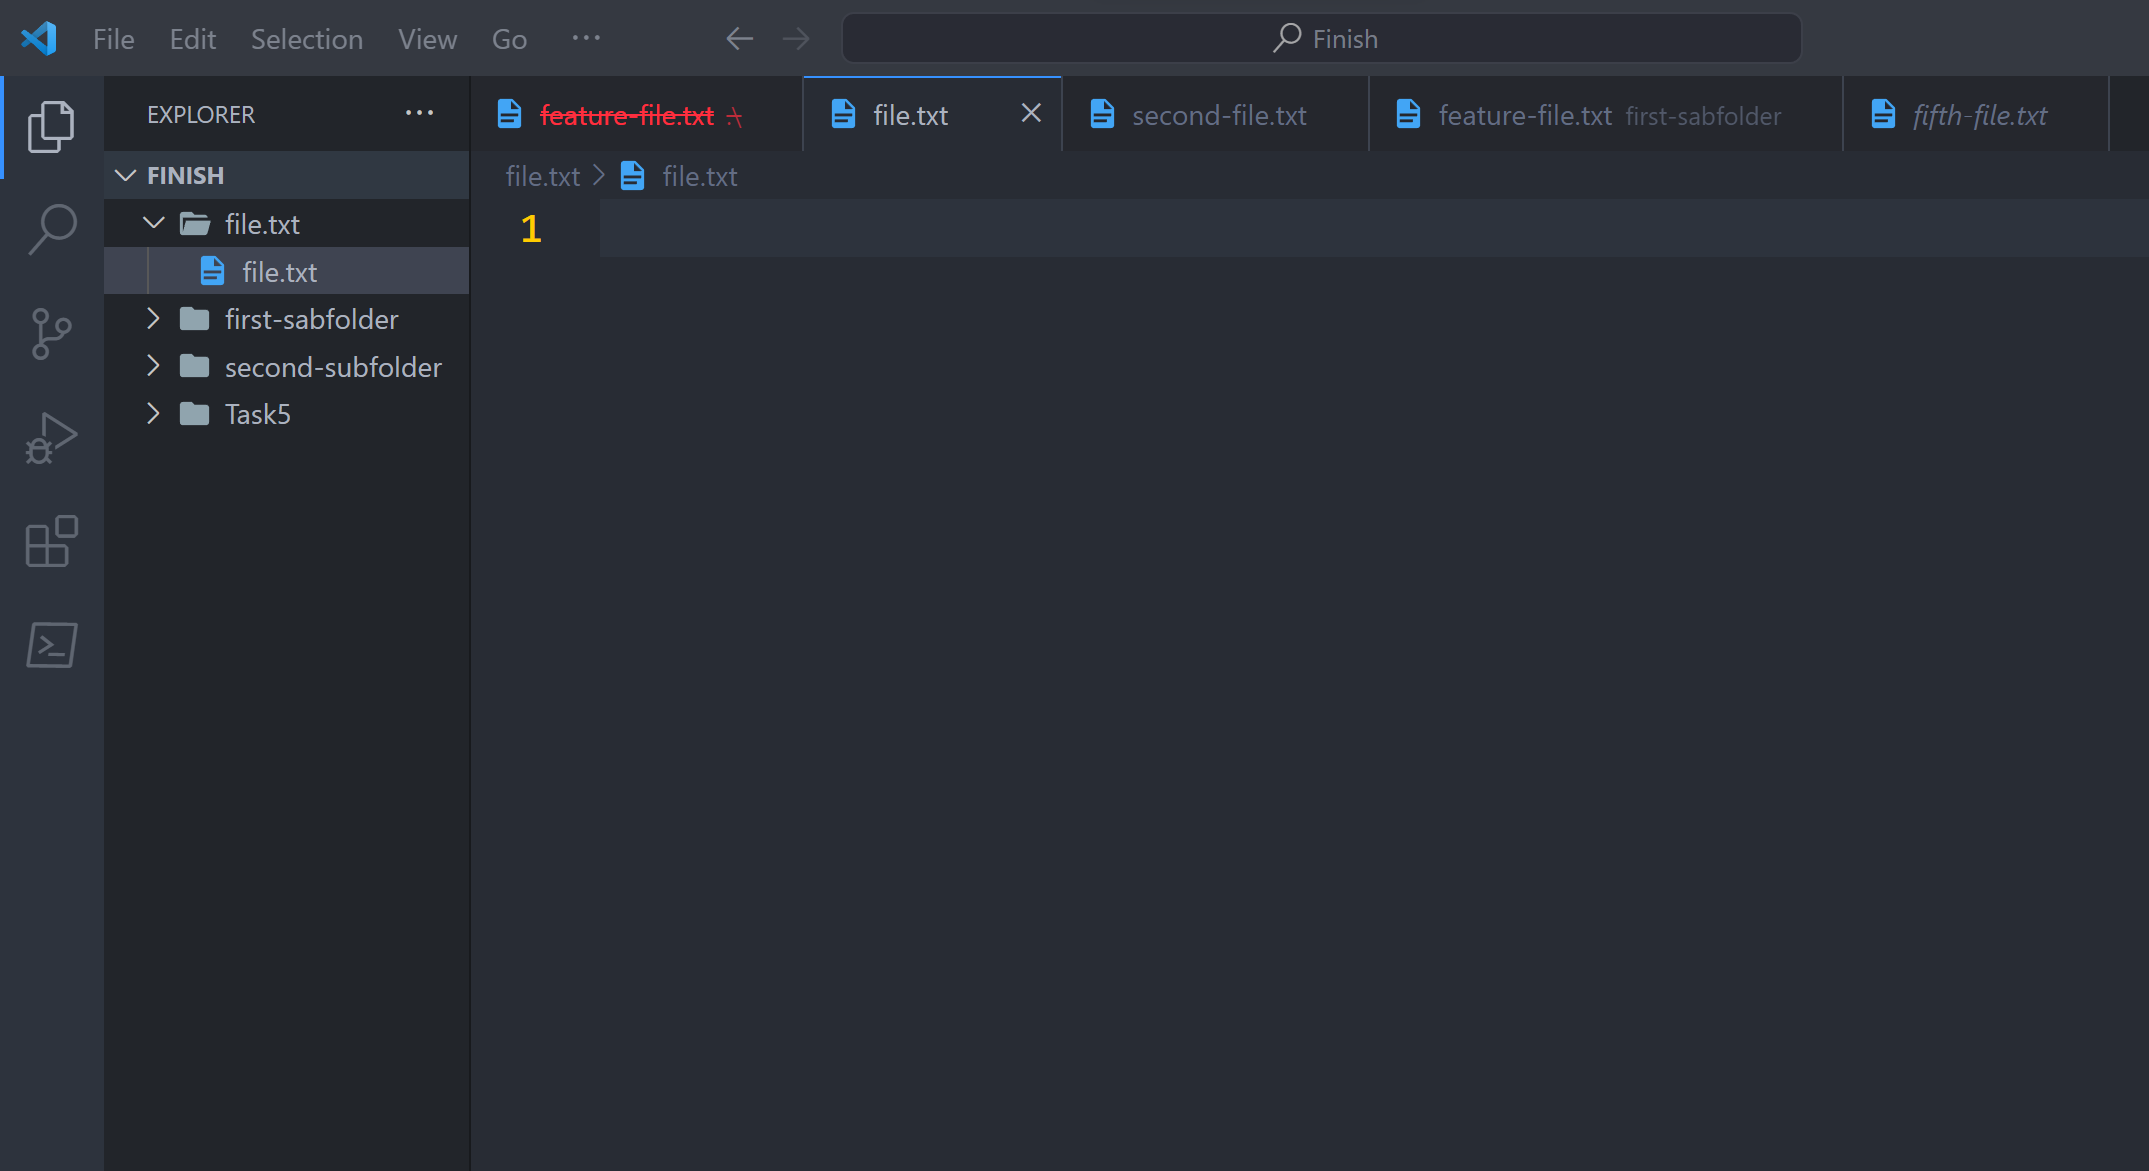 File Edit Selection View Go ··· Finish
EXPLORER ···
feature-file.txt .\ file.txt second-file.txt feature-file.txt first-sabfolder fifth-file.txt
FINISH
file.txt > file.txt
file.txt
1
file.txt
first-sabfolder
second-subfolder
Task5